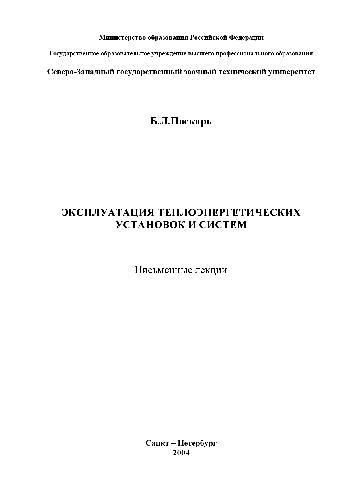 Министерство образования Российской Федерации
Государственное образовательное учреждение высшего профессионального образования
Северо-Западный государственный заочный технический университет
Б.Л.Паскарь
ЭКСПЛУАТАЦИЯ ТЕПЛОЭНЕРГЕТИЧЕСКИХ
УСТАНОВОК И СИСТЕМ
Письменные лекции
Санкт – Петербург
2004